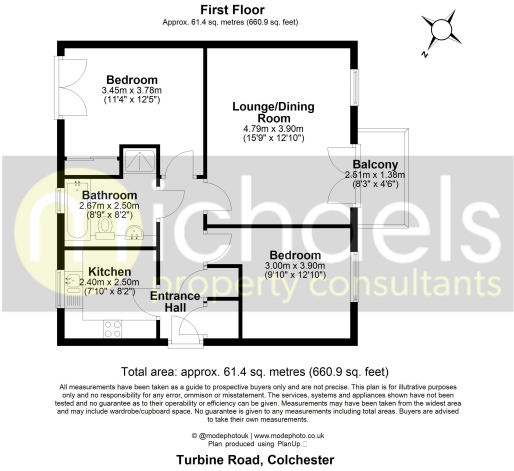 First Floor
Approx. 61.4 sq. metres (660.9 sq. feet)
N
Bedroom
3.45m x 3.78m
(11'4" x 12'5")
Lounge/Dining
Room
4.79m x 3.90m
(15'9" x 12'10")
Balcony
2.51m x 1.38m
(8'3" x 4'6")
Bathroom
2.67m x 2.50m
(8'9" x 8'2")
michaels
property consultants
Bedroom
3.00m x 3.90m
(9'10" x 12'10")
Kitchen
2.40m x 2.50m
(7'10" x 8'2")
Entrance
Hall
Total area: approx. 61.4 sq. metres (660.9 sq. feet)
All measurements have been taken as a guide to prospective buyers only and are not precise. This plan is for illutrative purposes
only and no responsibility for any error, ommision or misstatement. The services, systems and appliances shown have not been
tested and no guarantee as to their operability or efficiency can be given. Measurements may have been taken from the widest area
and may include wardrobe/cupboard space. No guarantee is given to any measurements including total areas. Buyers are advised
to take their own measurements.
© @modephotouk | www.modephoto.co.uk
Plan produced using PlanUp.
Turbine Road, Colchester